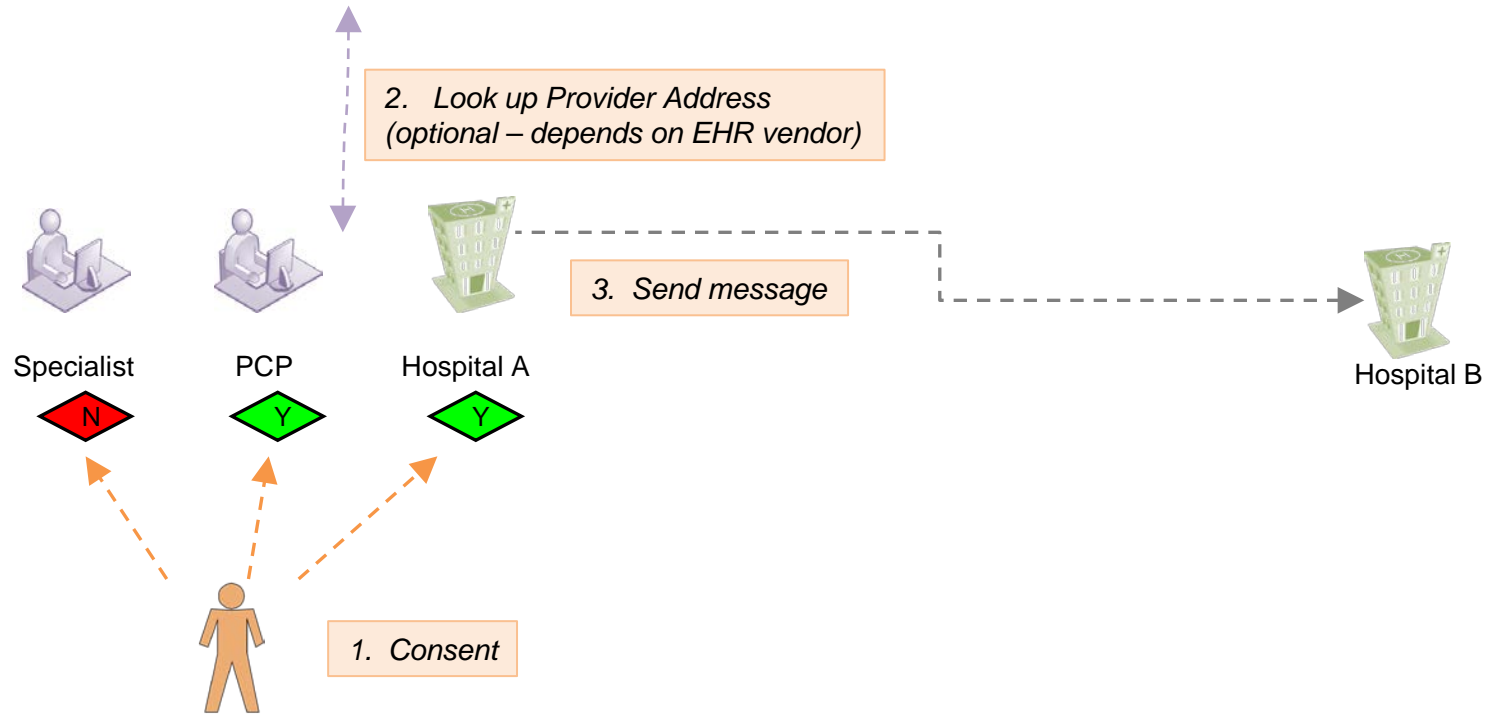 2. Look up Provider Address
(optional – depends on EHR vendor)
3. Send message
Specialist
PCP
Hospital A
Hospital B
N
Y
Y
1. Consent